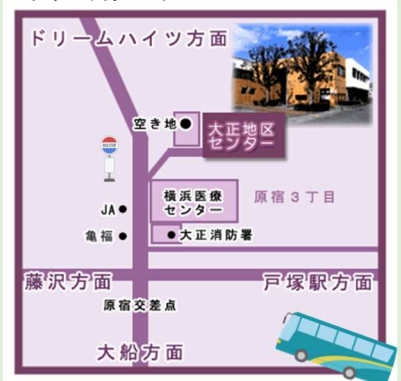 ドリームハイツ方面
空き地
大正地区
センター
横浜医療
センター
原宿3丁目
JA
亀福
大正消防署
藤沢方面
戸塚駅方面
原宿交差点
大船方面